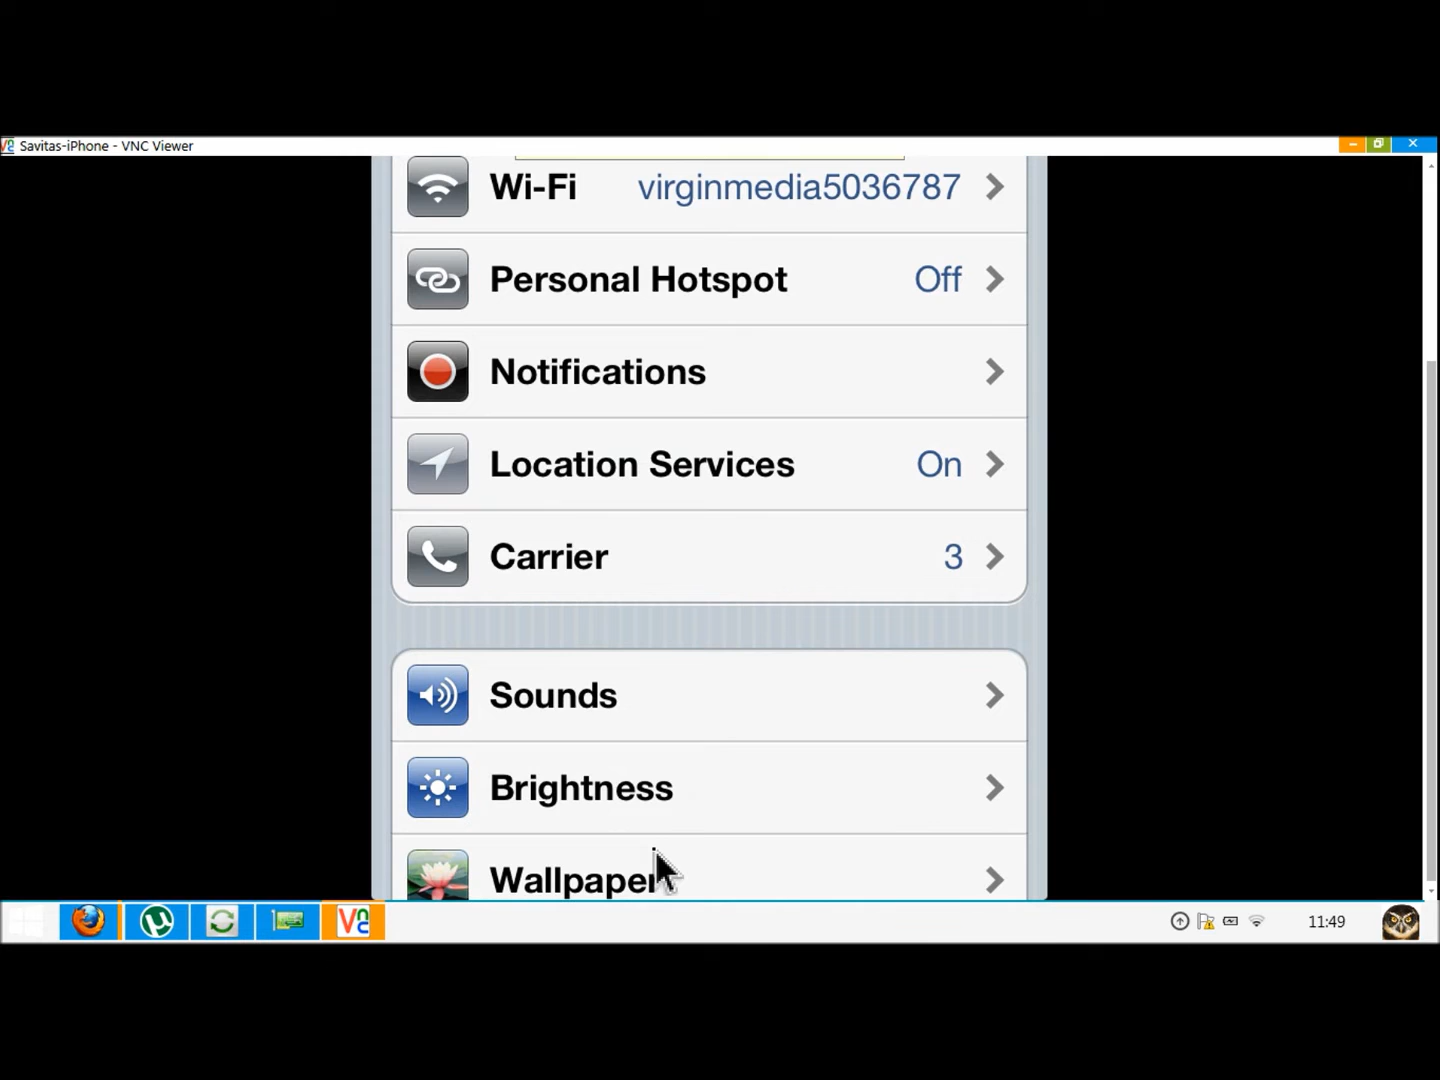 Savitas-iPhone - VNC Viewer
Wi-Fi virginmedia5036787
Personal Hotspot Off
Notifications
Location Services On
Carrier 3
Sounds
Brightness
Wallpaper
11:49